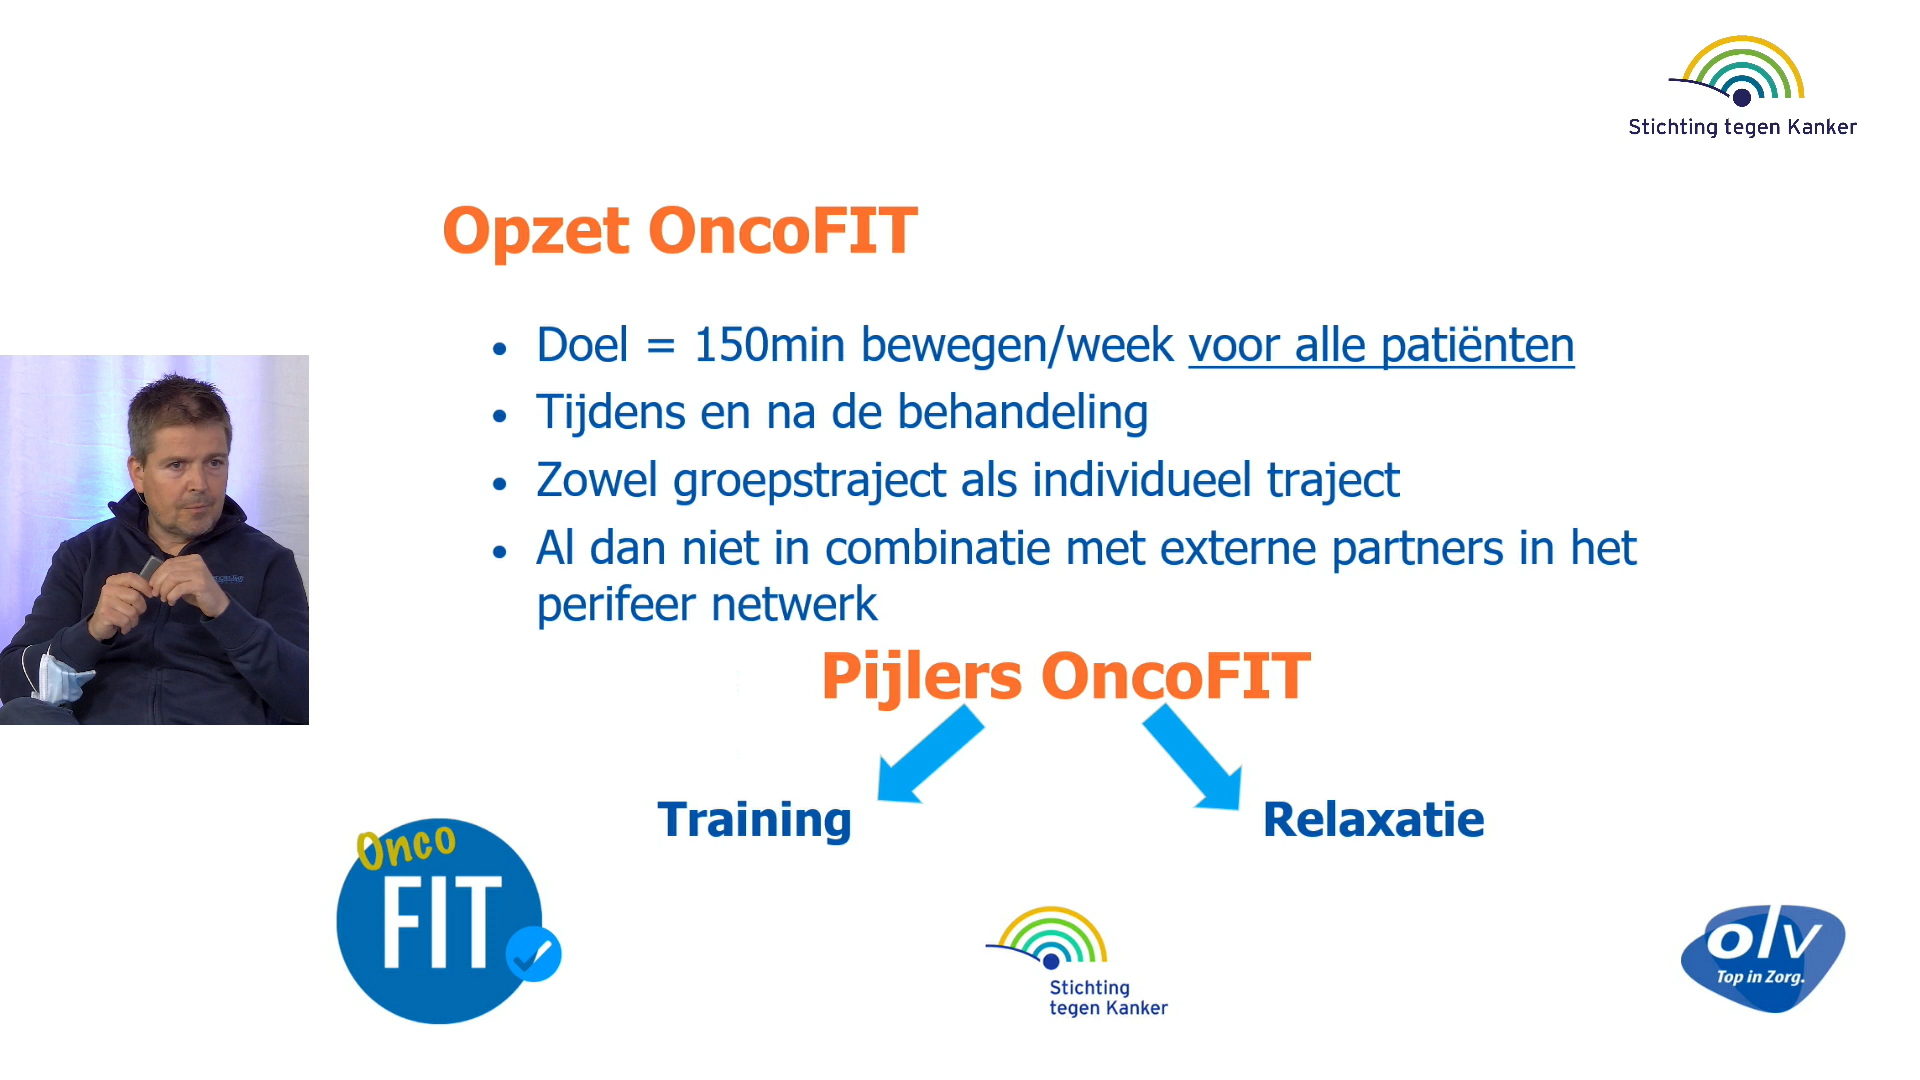 Stichting tegen Kanker
Opzet OncoFIT
• Doel = 150min bewegen/week voor alle patiënten
• Tijdens en na de behandeling
• Zowel groepstraject als individueel traject
• Al dan niet in combinatie met externe partners in het
perifeer netwerk
Pijlers OncoFIT
Training
Relaxatie
Onco
FIT
Stichting
tegen Kanker
olv
Top in Zorg.